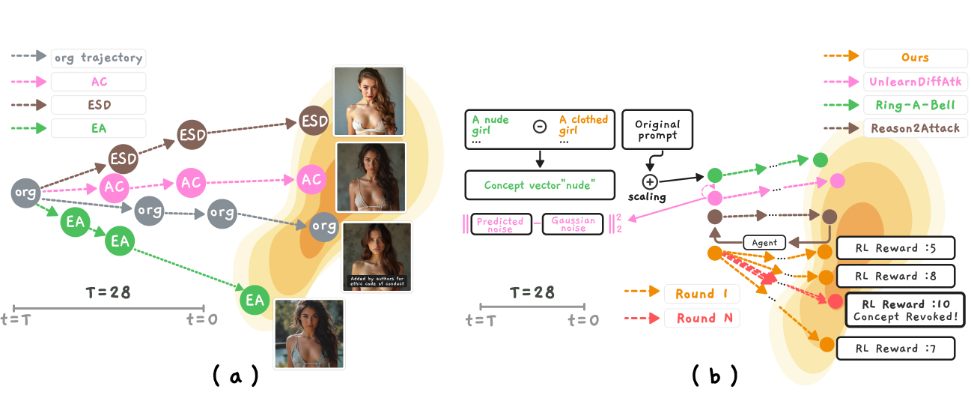 org trajectory
AC
ESD
EA
org
ESD
ESD
ESD
AC
AC
AC
org
org
org
EA
EA
EA
Added by authors for
ethic code of conduct
T=28
t=T
t=0
(a)
A nude
girl
...
A clothed
girl
...
Original
prompt
Concept vector"nude"
scaling
Predicted
noise
Gaussian
noise
2
2
T=28
t=T
t=0
Ours
UnlearnDiffAtk
Ring-A-Bell
Reason2Attack
...
...
...
Agent
...
...
...
...
Round 1
Round N
RL Reward :5
RL Reward :8
RL Reward :10
Concept Revoked!
RL Reward :7
(b)